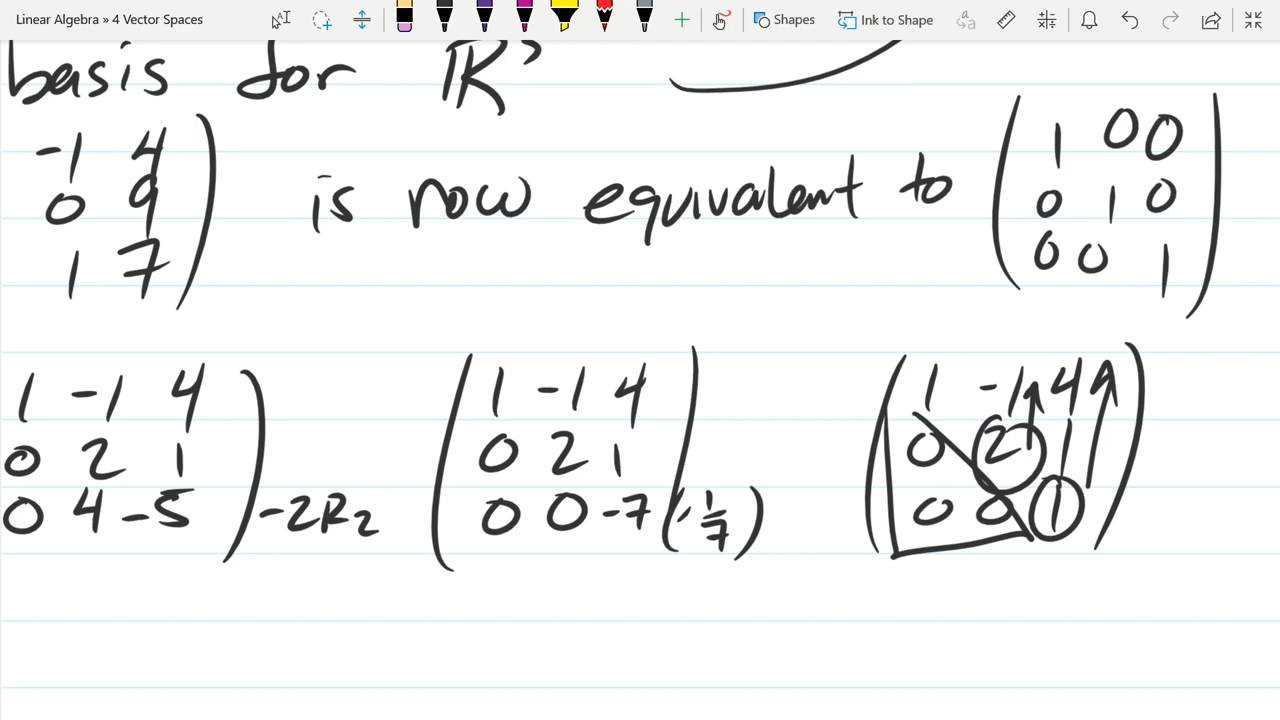 Linear Algebra » 4 Vector Spaces
Shapes
Ink to Shape
basis for ℝ³
-1 4
0 9
1 7
is now equivalent to
1 0 0
0 1 0
0 0 1
1 -1 4
0 2 1
0 4 -5
-2R₂
1 -1 4
0 2 1
0 0 -7 (-1/7)
1 -1 4
0 2 1
0 0 1